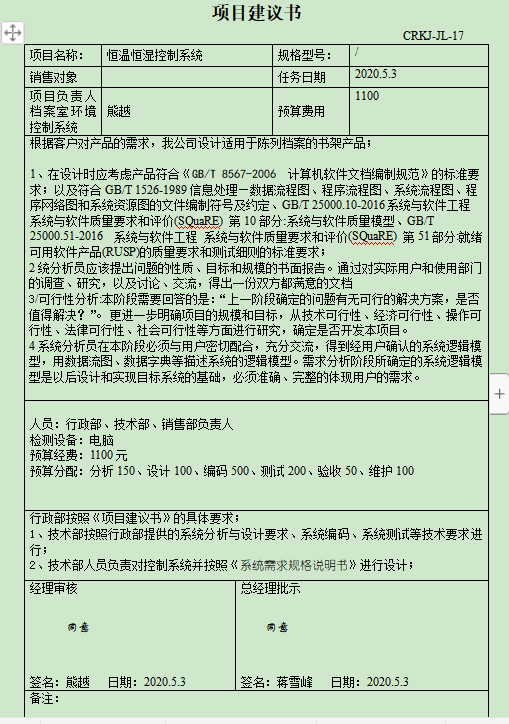 项目建议书
CRKJ-JL-17
项目名称： 恒温恒湿控制系统 规格型号： /
销售对象 任务日期 2020.5.3
项目负责人
档案室环境
控制系统 熊越 预算费用 1100
根据客户对产品的需求，我公司设计适用于陈列档案的书架产品；
1、在设计时应考虑产品符合《GB/T 8567-2006 计算机软件文档编制规范》的标准要
求；以及符合 GB/T 1526-1989 信息处理－数据流程图、程序流程图、系统流程图、程
序网络图和系统资源图的文件编制符号及约定、GB/T 25000.10-2016 系统与软件工程
系统与软件质量要求和评价(SQuaRE) 第 10 部分:系统与软件质量模型、GB/T
25000.51-2016 系统与软件工程 系统与软件质量要求和评价(SQuaRE) 第 51 部分:就绪
可用软件产品(RUSP)的质量要求和测试细则的标准要求；
2 统分析员应该提出问题的性质、目标和规模的书面报告。通过对实际用户和使用部门
的调查、研究，以及讨论、交流，得出一份双方都满意的文档
3/可行性分析:本阶段需要回答的是：“上一阶段确定的问题有无可行的解决方案，是否
值得解决？”。更进一步明确项目的规模和目标，从技术可行性、经济可行性、操作可
行性、法律可行性、社会可行性等方面进行研究，确定是否开发本项目。
4 系统分析员在本阶段必须与用户密切配合，充分交流，得到经用户确认的系统逻辑模
型，用数据流图、数据字典等描述系统的逻辑模型。需求分析阶段所确定的系统逻辑模
型是以后设计和实现目标系统的基础，必须准确、完整的体现用户的需求。
人员：行政部、技术部、销售部负责人
检测设备：电脑
预算经费：1100 元
预算分配：分析 150、设计 100、编码 500、测试 200、验收 50、维护 100
行政部按照《项目建议书》的具体要求；
1、技术部按照行政部提供的系统分析与设计要求、系统编码、系统测试等技术要求进
行；
2、技术部人员负责对控制系统并按照《系统需求规格说明书》进行设计；
经理审核 总经理批示
同意 同意
签名：熊越 日期：2020.5.3 签名：蒋雪峰 日期：2020.5.3
备注：